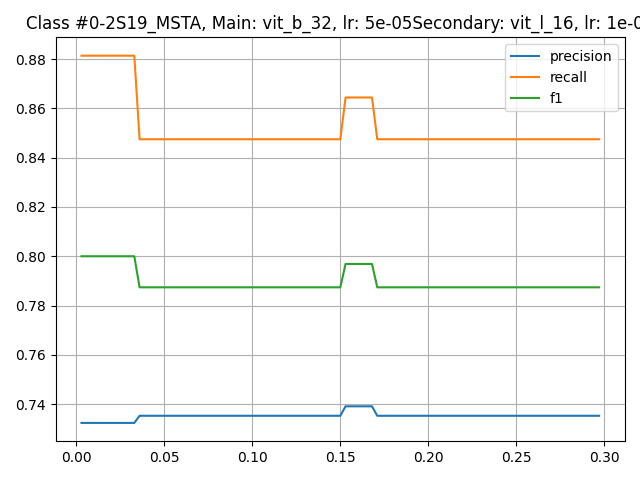 Class #0-2S19_MSTA, Main: vit_b_32, lr: 5e-05Secondary: vit_l_16, lr: 1e-0
precision
recall
f1
0.88
0.86
0.84
0.82
0.80
0.78
0.76
0.74
0.00 0.05 0.10 0.15 0.20 0.25 0.30